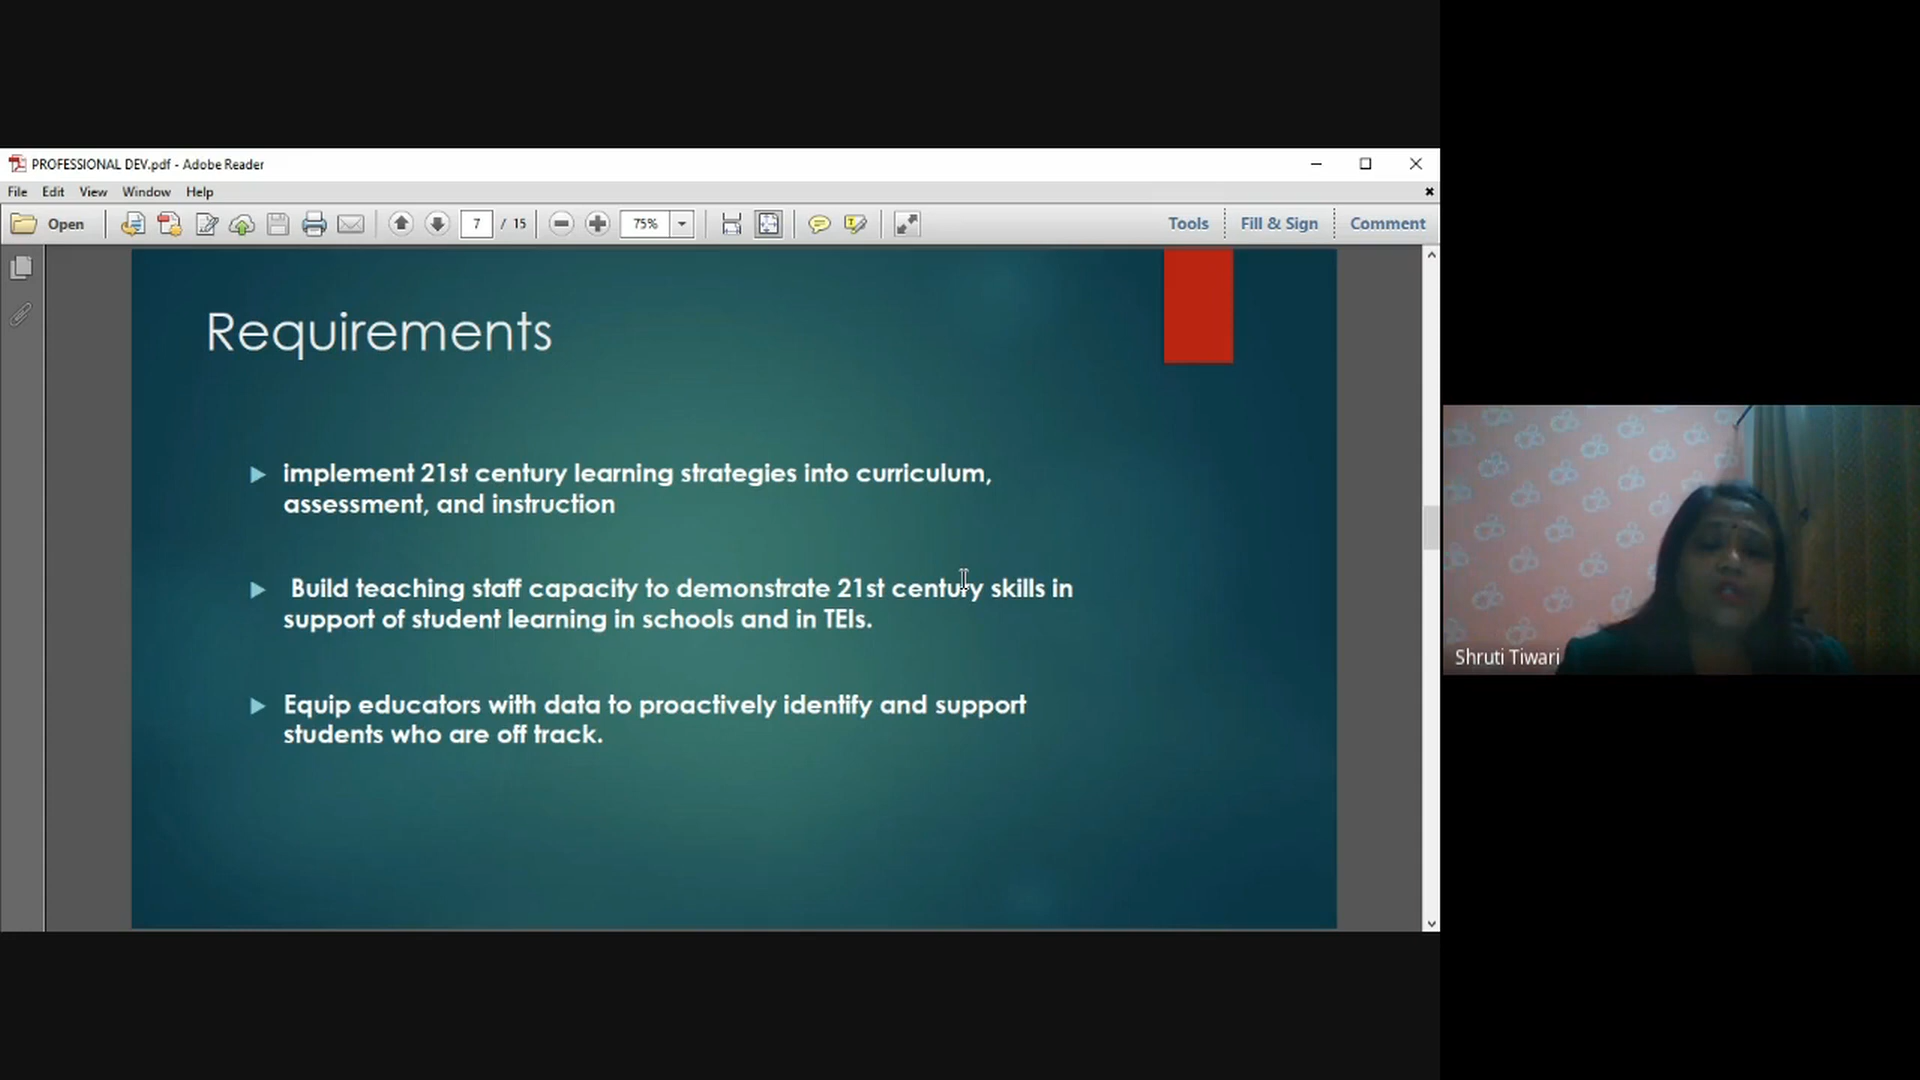 PROFESSIONAL DEV.pdf - Adobe Reader
File Edit View Window Help
Open 7 / 15 75% Tools Fill & Sign Comment
Requirements
implement 21st century learning strategies into curriculum,
assessment, and instruction
Build teaching staff capacity to demonstrate 21st century skills in
support of student learning in schools and in TEIs.
Equip educators with data to proactively identify and support
students who are off track.
Shruti Tiwari